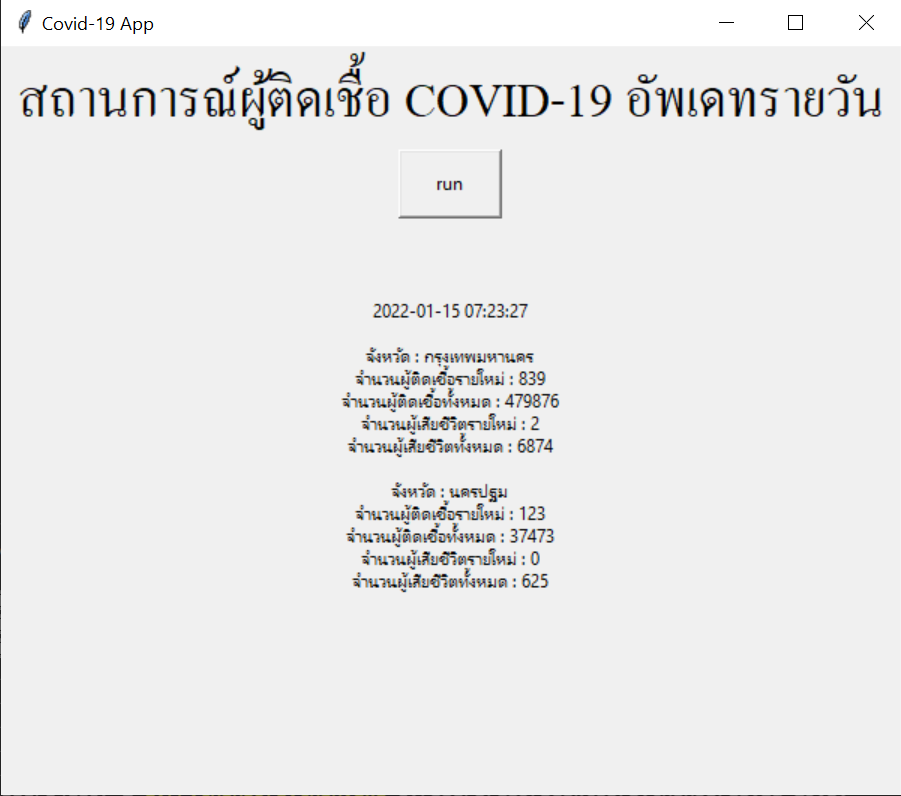 Covid-19 App
สถานการณ์ผู้ติดเชื้อ COVID-19 อัพเดทรายวัน
run
2022-01-15 07:23:27
จังหวัด : กรุงเทพมหานคร
จำนวนผู้ติดเชื้อรายใหม่ : 839
จำนวนผู้ติดเชื้อทั้งหมด : 479876
จำนวนผู้เสียชีวิตรายใหม่ : 2
จำนวนผู้เสียชีวิตทั้งหมด : 6874
จังหวัด : นครปฐม
จำนวนผู้ติดเชื้อรายใหม่ : 123
จำนวนผู้ติดเชื้อทั้งหมด : 37473
จำนวนผู้เสียชีวิตรายใหม่ : 0
จำนวนผู้เสียชีวิตทั้งหมด : 625